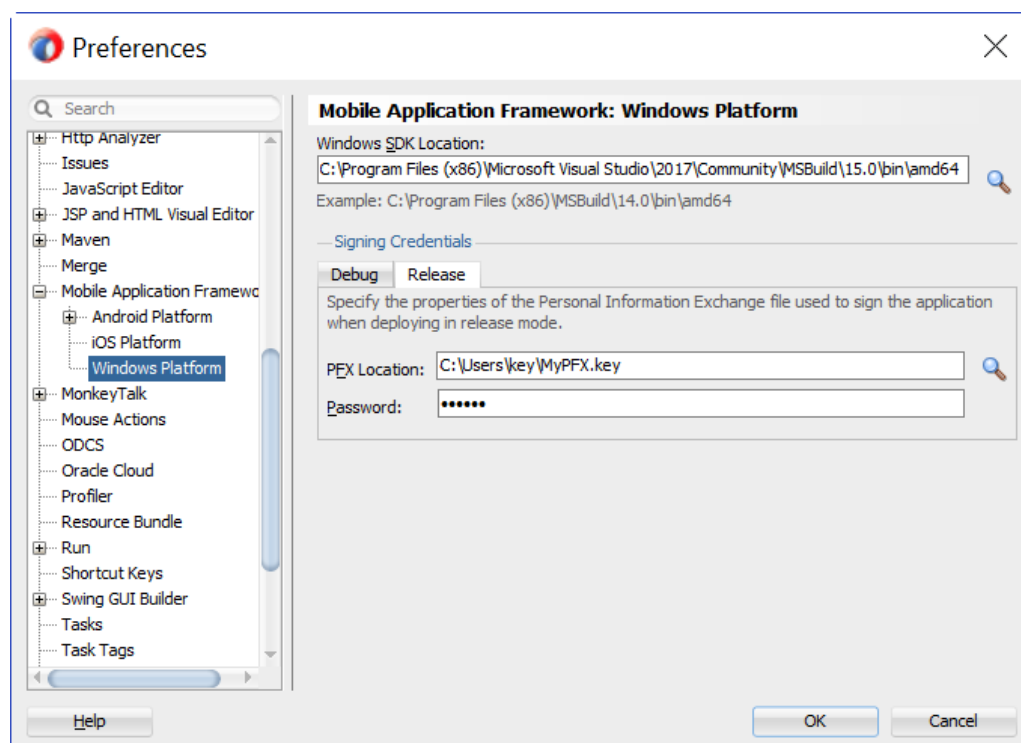 Preferences
Search
Http Analyzer
Issues
JavaScript Editor
JSP and HTML Visual Editor
Maven
Merge
Mobile Application Framewo
Android Platform
iOS Platform
Windows Platform
MonkeyTalk
Mouse Actions
ODCS
Oracle Cloud
Profiler
Resource Bundle
Run
Shortcut Keys
Swing GUI Builder
Tasks
Task Tags
Mobile Application Framework: Windows Platform
Windows SDK Location:
C:\Program Files (x86)\Microsoft Visual Studio\2017\Community\MSBuild\15.0\bin\amd64
Example: C:\Program Files (x86)\MSBuild\14.0\bin\amd64
Signing Credentials
Debug Release
Specify the properties of the Personal Information Exchange file used to sign the application
when deploying in release mode.
PFX Location: C:\Users\key\MyPFX.key
Password: ••••••
Help OK Cancel